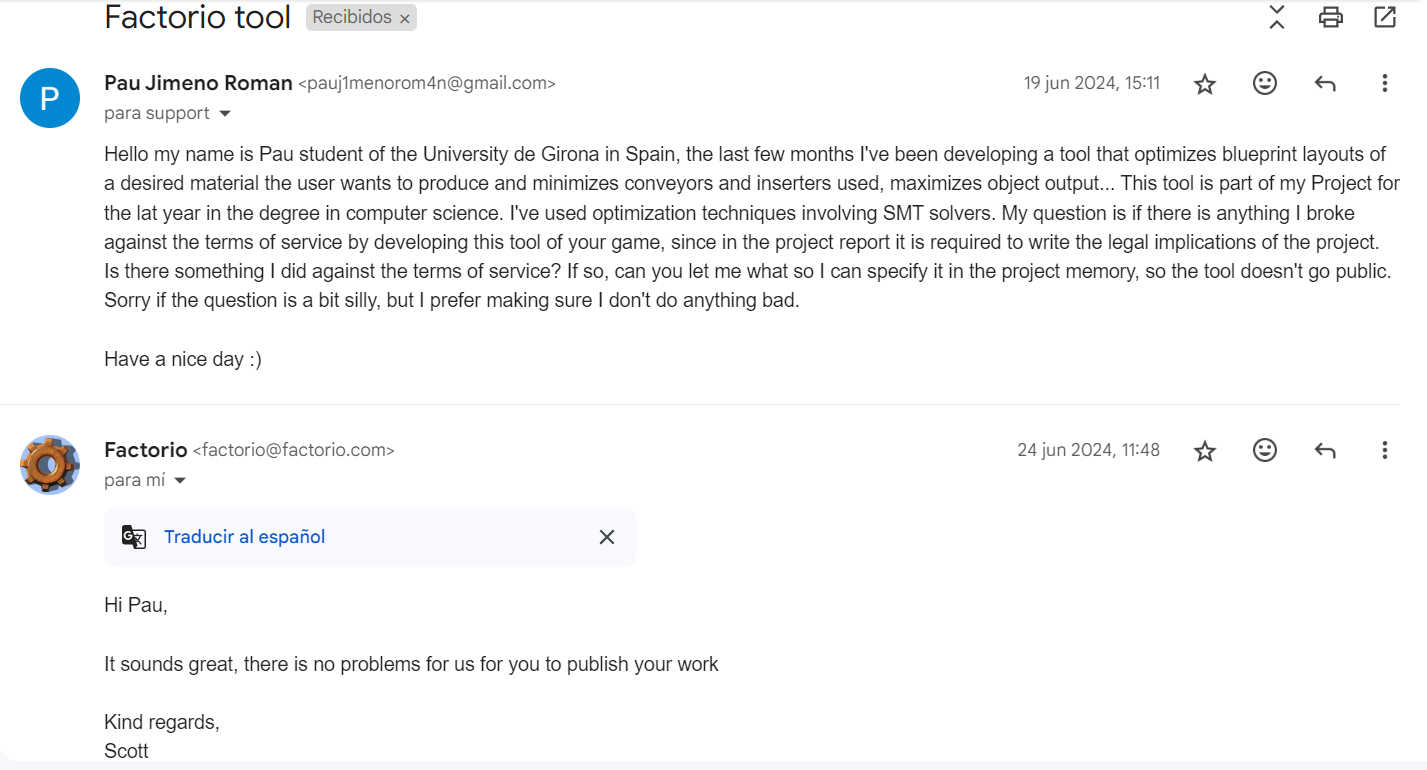 Factorio tool Recibidos ×
P
Pau Jimeno Roman <pauj1menorom4n@gmail.com> 19 jun 2024, 15:11
para support
Hello my name is Pau student of the University de Girona in Spain, the last few months I've been developing a tool that optimizes blueprint layouts of
a desired material the user wants to produce and minimizes conveyors and inserters used, maximizes object output... This tool is part of my Project for
the lat year in the degree in computer science. I've used optimization techniques involving SMT solvers. My question is if there is anything I broke
against the terms of service by developing this tool of your game, since in the project report it is required to write the legal implications of the project.
Is there something I did against the terms of service? If so, can you let me what so I can specify it in the project memory, so the tool doesn't go public.
Sorry if the question is a bit silly, but I prefer making sure I don't do anything bad.
Have a nice day :)
Factorio <factorio@factorio.com> 24 jun 2024, 11:48
para mí
Traducir al español
Hi Pau,
It sounds great, there is no problems for us for you to publish your work
Kind regards,
Scott